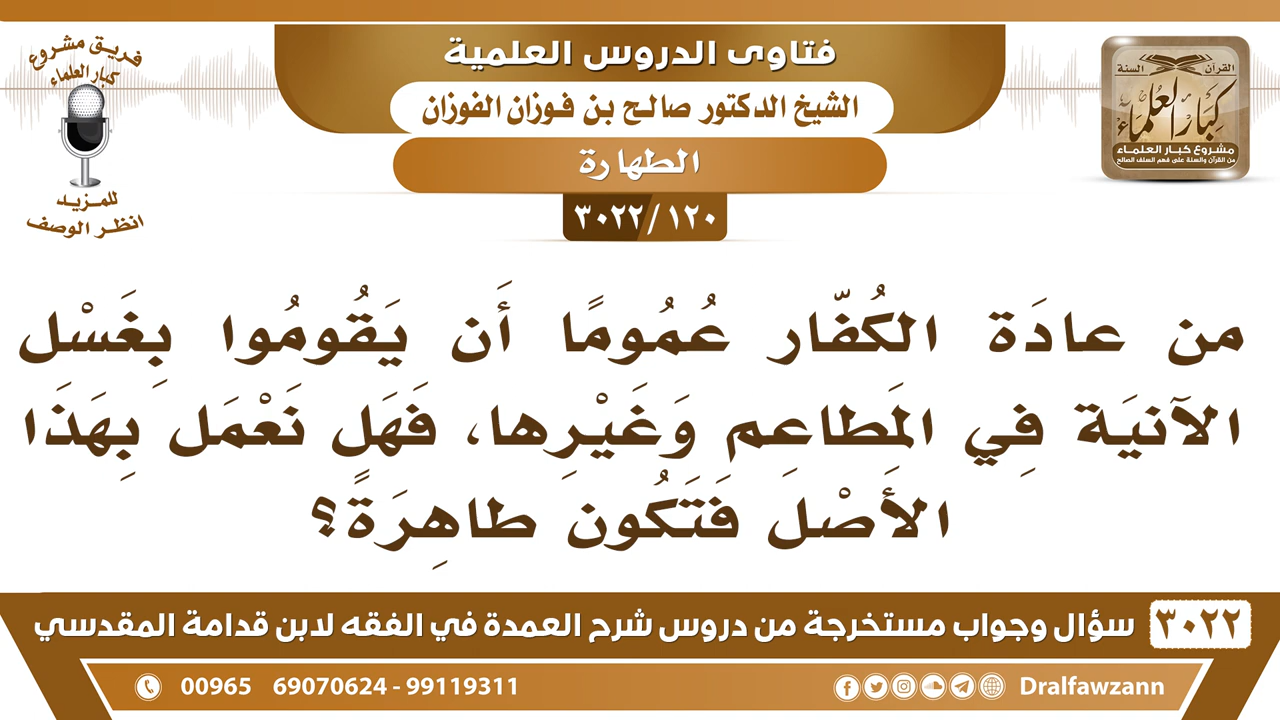 فتاوى الدروس العلمية
الشيخ الدكتور صالح بن فوزان الفوزان
الطهارة
٣٠٢٢/١٢٠
فريق مشروع
كبار العلماء
للمزيد
انظر الوصف
القرآن السنة
كبار العلماء
مشروع كبار العلماء
من القرآن والسنة على فهم السلف الصالح
من عادَة الكُفّار عُمُومًا أَن يَقُومُوا بِغَسْل
الآنيَة فِي المَطاعِم وَغَيْرِها، فَهَل نَعْمَل بِهَذَا
الأَصْل فَتَكُون طاهِرَةً؟
٣٠٢٢ سؤال وجواب مستخرجة من دروس شرح العمدة في الفقه لابن قدامة المقدسي
00965 69070624 - 99119311
Dralfawzann